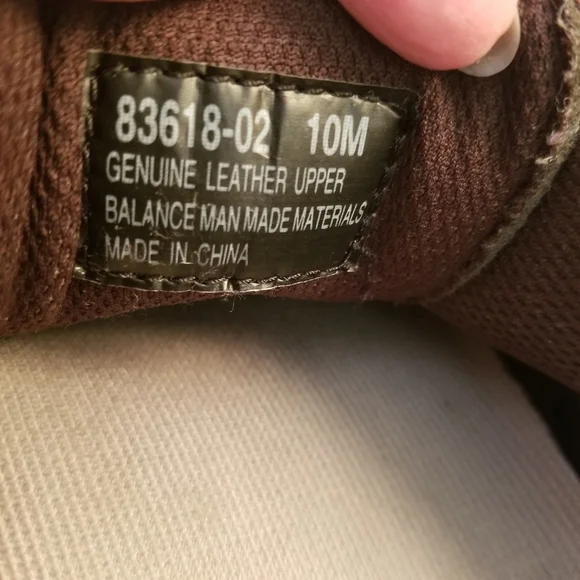 83618-02 10M
GENUINE LEATHER UPPER
BALANCE MAN MADE MATERIALS
MADE IN CHINA